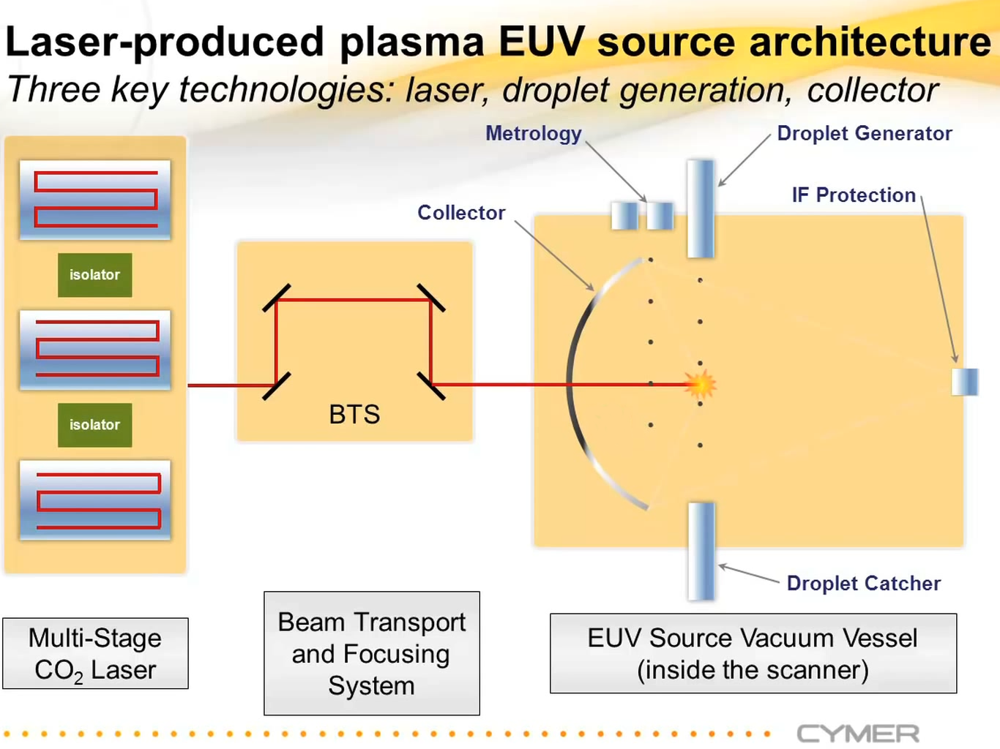 Laser-produced plasma EUV source architecture
Three key technologies: laser, droplet generation, collector
Metrology
Droplet Generator
IF Protection
Collector
isolator
isolator
BTS
Droplet Catcher
Multi-Stage
CO₂ Laser
Beam Transport
and Focusing
System
EUV Source Vacuum Vessel
(inside the scanner)
CYMER